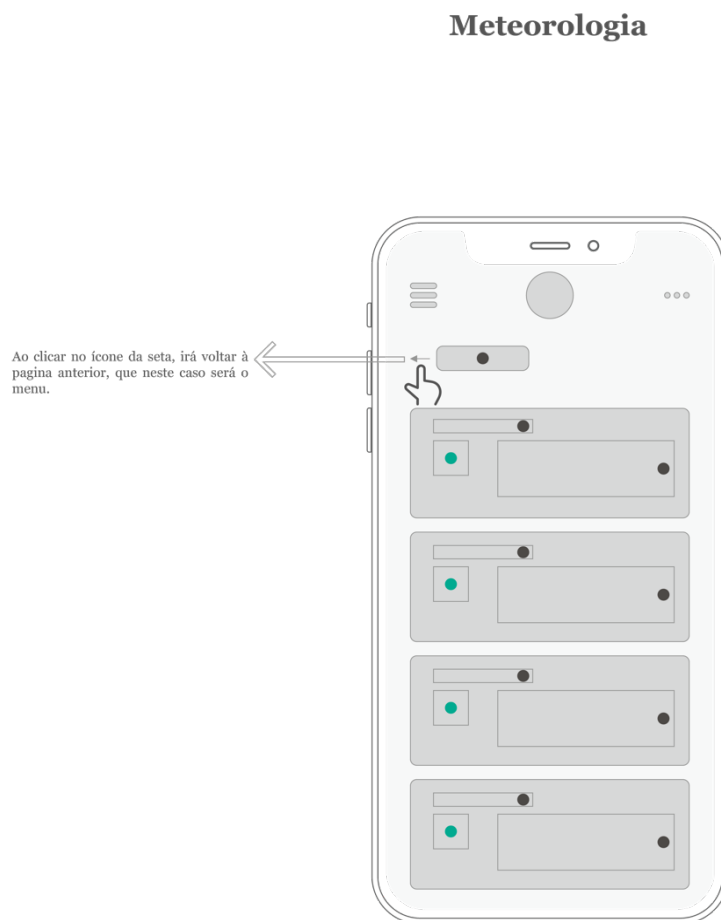 Meteorologia
Ao clicar no ícone da seta, irá voltar à
pagina anterior, que neste caso será o
menu.